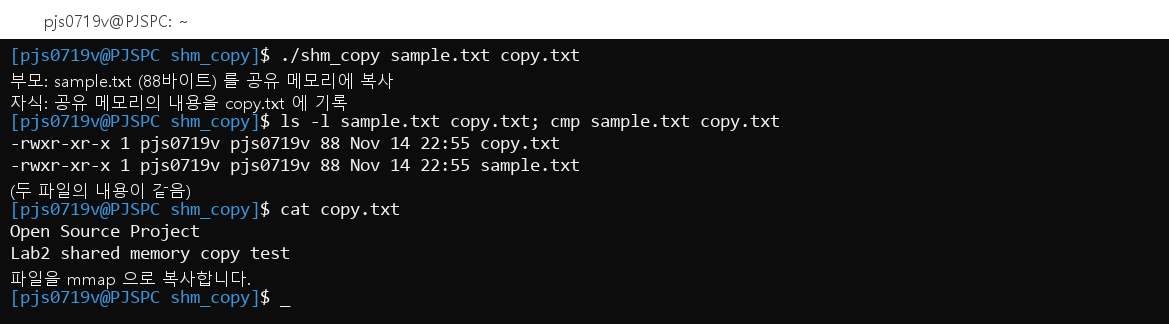 pjs0719v@PJSPC: ~
[pjs0719v@PJSPC shm_copy]$ ./shm_copy sample.txt copy.txt
부모: sample.txt (88바이트) 를 공유 메모리에 복사
자식: 공유 메모리의 내용을 copy.txt 에 기록
[pjs0719v@PJSPC shm_copy]$ ls -l sample.txt copy.txt; cmp sample.txt copy.txt
-rwxr-xr-x 1 pjs0719v pjs0719v 88 Nov 14 22:55 copy.txt
-rwxr-xr-x 1 pjs0719v pjs0719v 88 Nov 14 22:55 sample.txt
(두 파일의 내용이 같음)
[pjs0719v@PJSPC shm_copy]$ cat copy.txt
Open Source Project
Lab2 shared memory copy test
파일을 mmap 으로 복사합니다.
[pjs0719v@PJSPC shm_copy]$ _